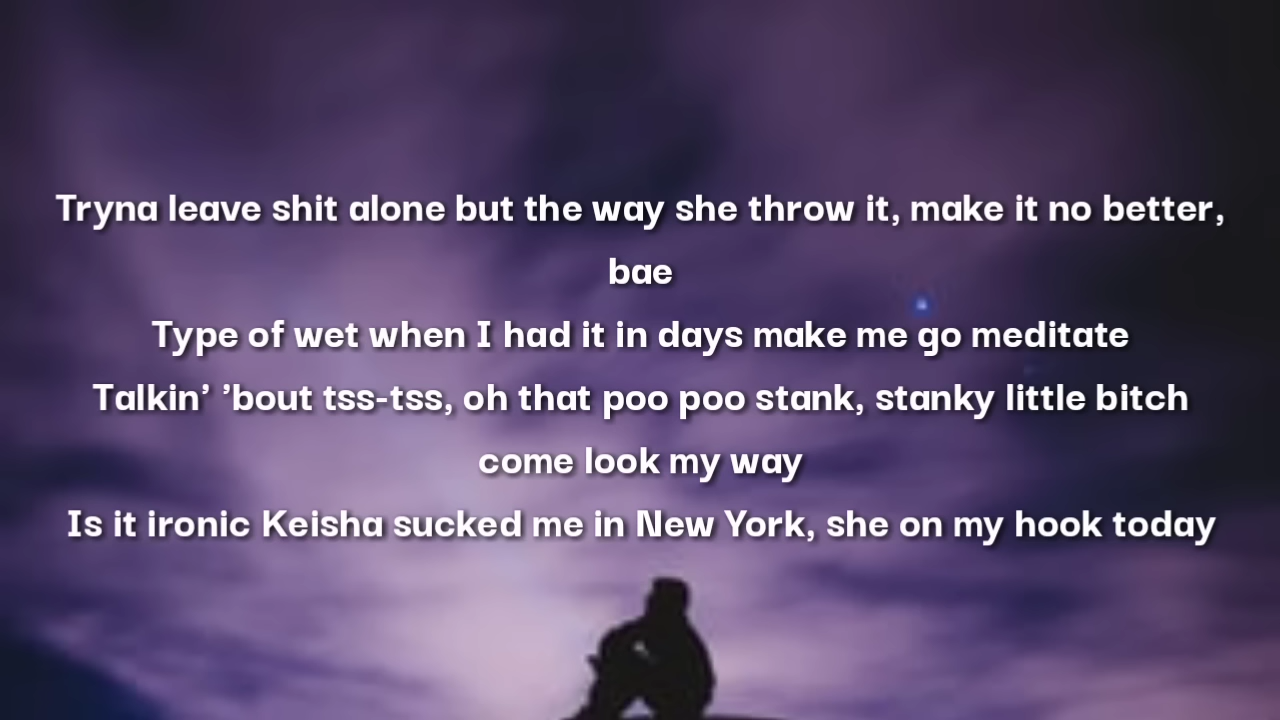 Tryna leave shit alone but the way she throw it, make it no better,
bae
Type of wet when I had it in days make me go meditate
Talkin' 'bout tss-tss, oh that poo poo stank, stanky little bitch
come look my way
Is it ironic Keisha sucked me in New York, she on my hook today